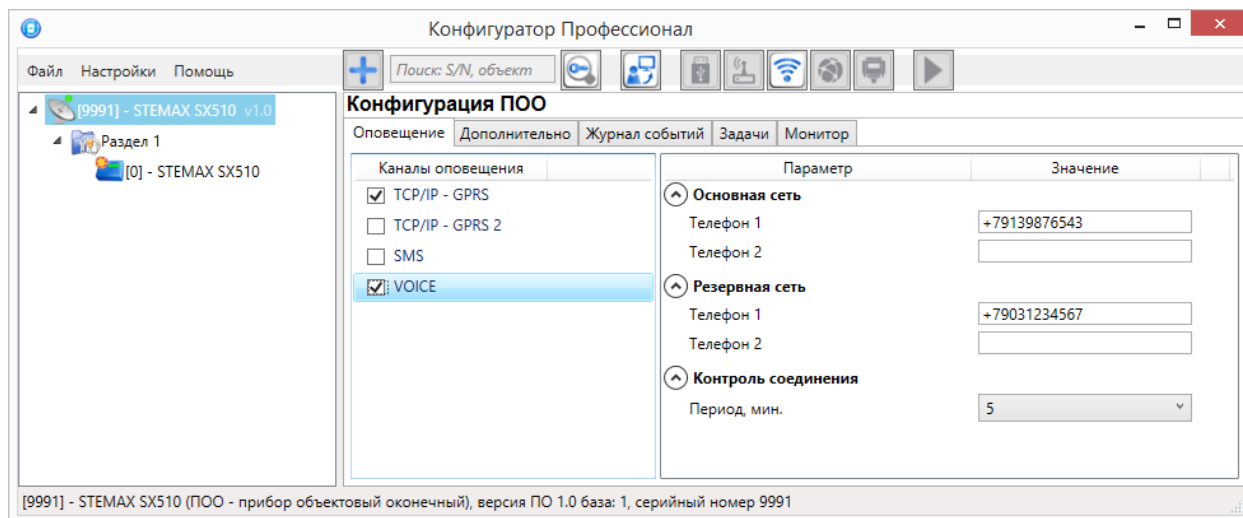 Конфигуратор Профессионал
Файл Настройки Помощь
Поиск: S/N, объект
[9991] - STEMAX SX510 v1.0
Раздел 1
[0] - STEMAX SX510
Конфигурация ПОО
Оповещение Дополнительно Журнал событий Задачи Монитор
Каналы оповещения
TCP/IP - GPRS
TCP/IP - GPRS 2
SMS
VOICE
Параметр Значение
Основная сеть
Телефон 1 +79139876543
Телефон 2
Резервная сеть
Телефон 1 +79031234567
Телефон 2
Контроль соединения
Период, мин. 5
[9991] - STEMAX SX510 (ПОО - прибор объектовый оконечный), версия ПО 1.0 база: 1, серийный номер 9991